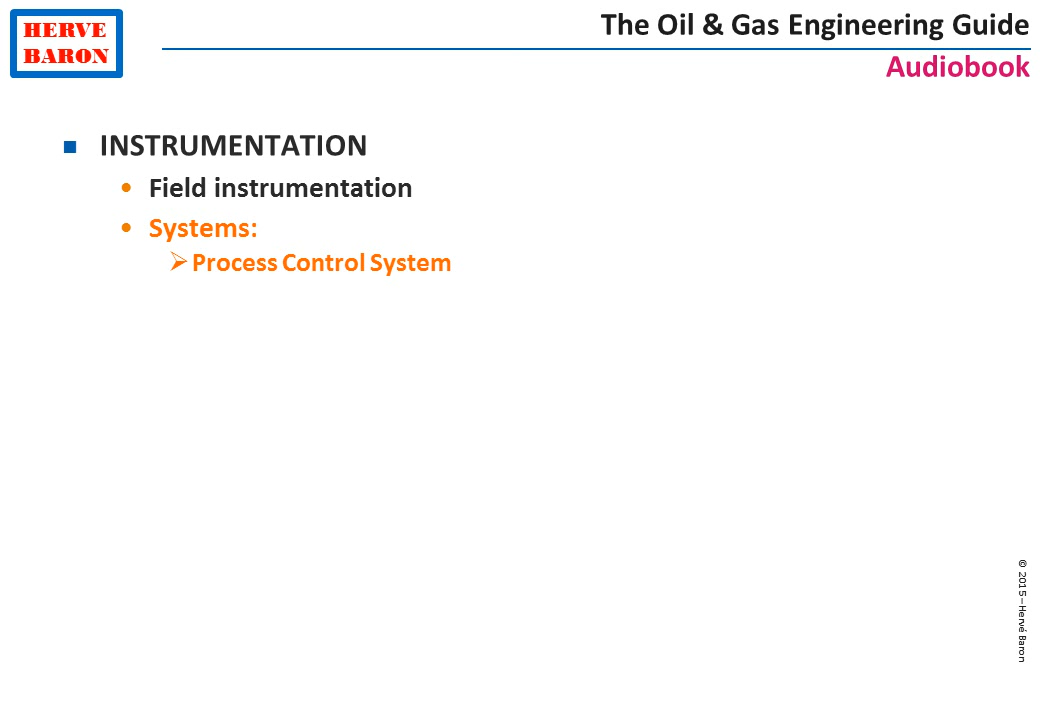 HERVE
BARON
The Oil & Gas Engineering Guide
Audiobook
■ INSTRUMENTATION
• Field instrumentation
• Systems:
➢ Process Control System
© 2015 – Hervé Baron